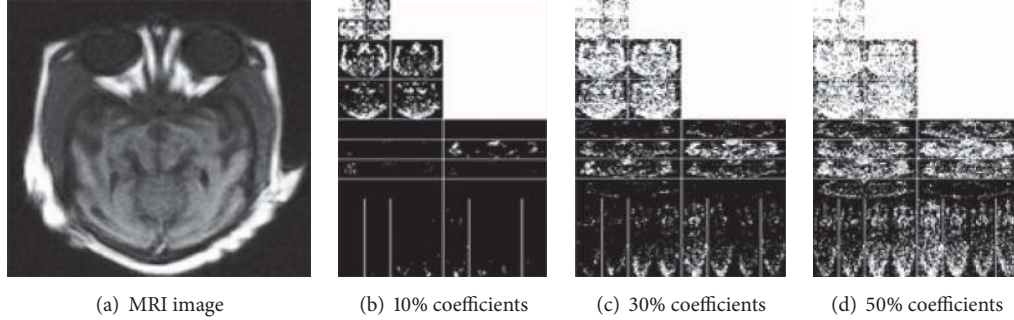 (a) MRI image
(b) 10% coefficients
(c) 30% coefficients
(d) 50% coefficients